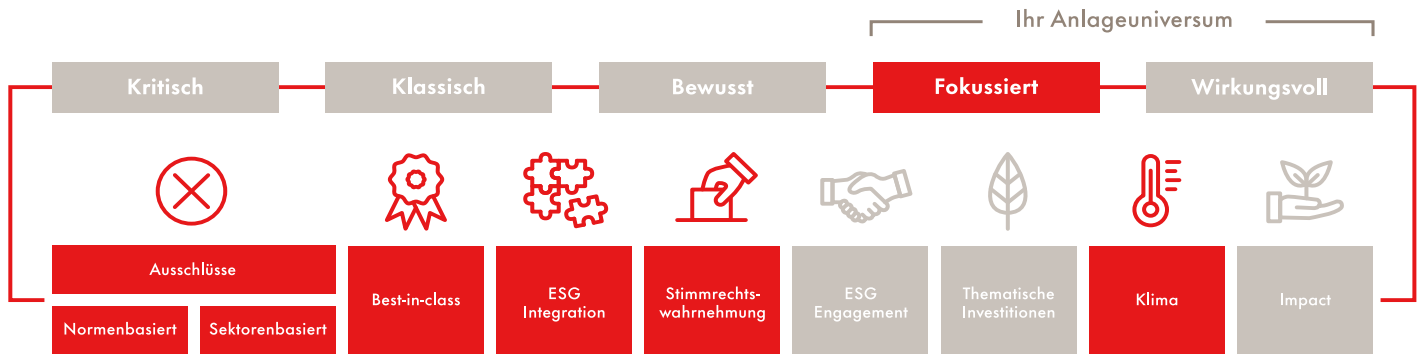 Ihr Anlageuniversum
Kritisch
Klassisch
Bewusst
Fokussiert
Wirkungsvoll
Ausschlüsse
Normenbasiert
Sektorenbasiert
Best-in-class
ESG
Integration
Stimmrechts-
wahrnehmung
ESG
Engagement
Thematische
Investitionen
Klima
Impact